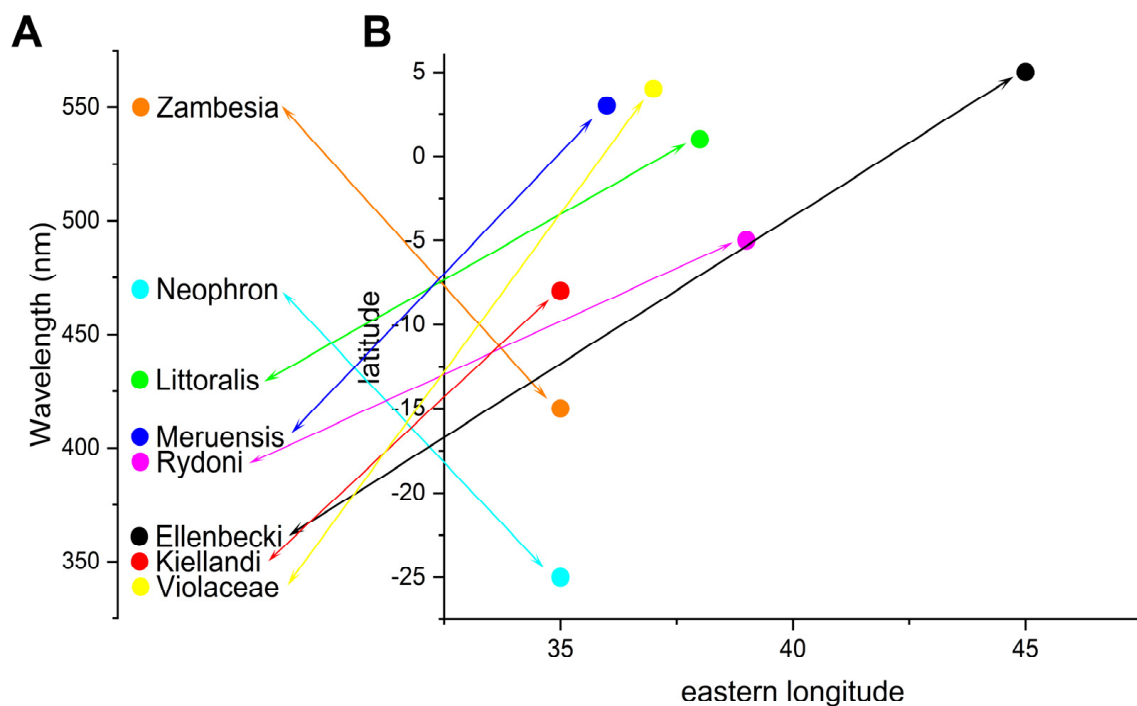 A
B
Wavelength (nm)
550
500
450
400
350
Zambesia
Neophron
Littoralis
Meruensis
Rydoni
Ellenbecki
Kiellandi
Violaceae
latitude
5
0
-5
-10
-15
-20
-25
35
40
45
eastern longitude